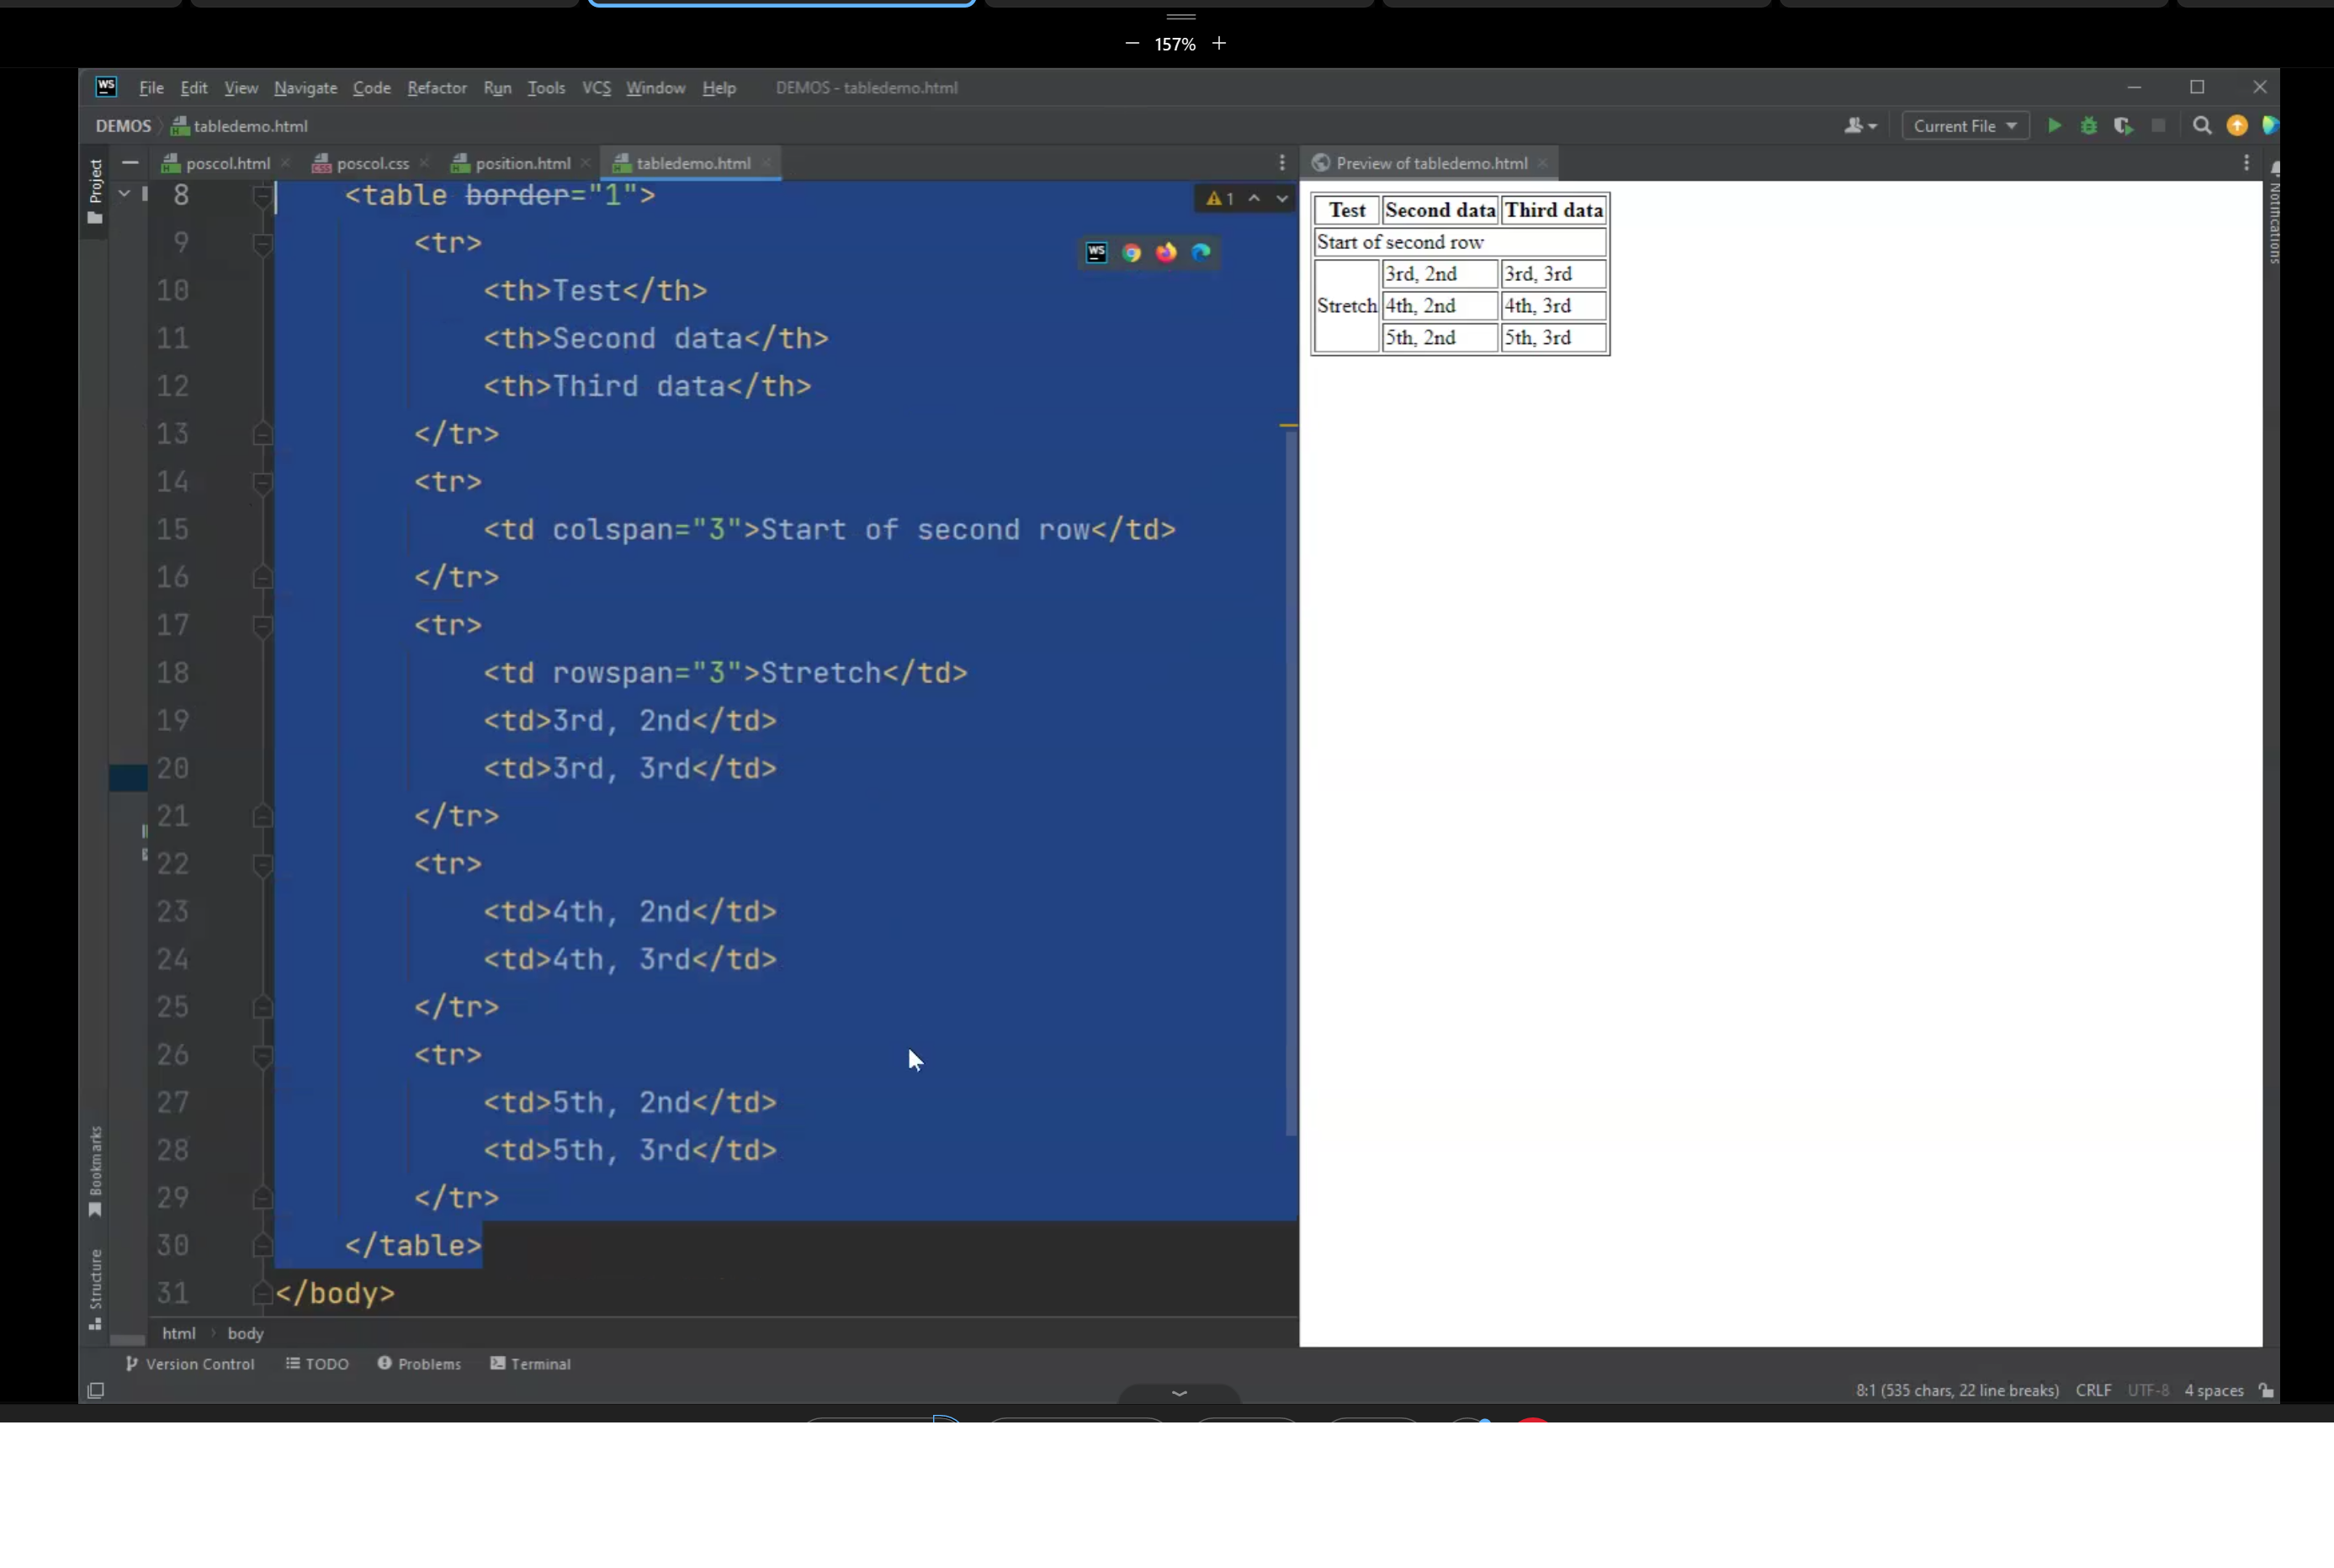 157%
WS File Edit View Navigate Code Refactor Run Tools VCS Window Help DEMOS - tabledemo.html
DEMOS tabledemo.html Current File
Project
poscol.html poscol.css position.html tabledemo.html
8 <table border="1">
1
9 <tr>
WS
10 <th>Test</th>
11 <th>Second data</th>
12 <th>Third data</th>
13 </tr>
14 <tr>
15 <td colspan="3">Start of second row</td>
16 </tr>
17 <tr>
18 <td rowspan="3">Stretch</td>
19 <td>3rd, 2nd</td>
20 <td>3rd, 3rd</td>
21 </tr>
22 <tr>
23 <td>4th, 2nd</td>
24 <td>4th, 3rd</td>
25 </tr>
26 <tr>
27 <td>5th, 2nd</td>
28 <td>5th, 3rd</td>
29 </tr>
30 </table>
31 </body>
html body
Bookmarks
Structure
Preview of tabledemo.html
Test Second data Third data
Start of second row
Stretch 3rd, 2nd 3rd, 3rd
4th, 2nd 4th, 3rd
5th, 2nd 5th, 3rd
Notifications
Version Control TODO Problems Terminal
8:1 (535 chars, 22 line breaks) CRLF UTF-8 4 spaces